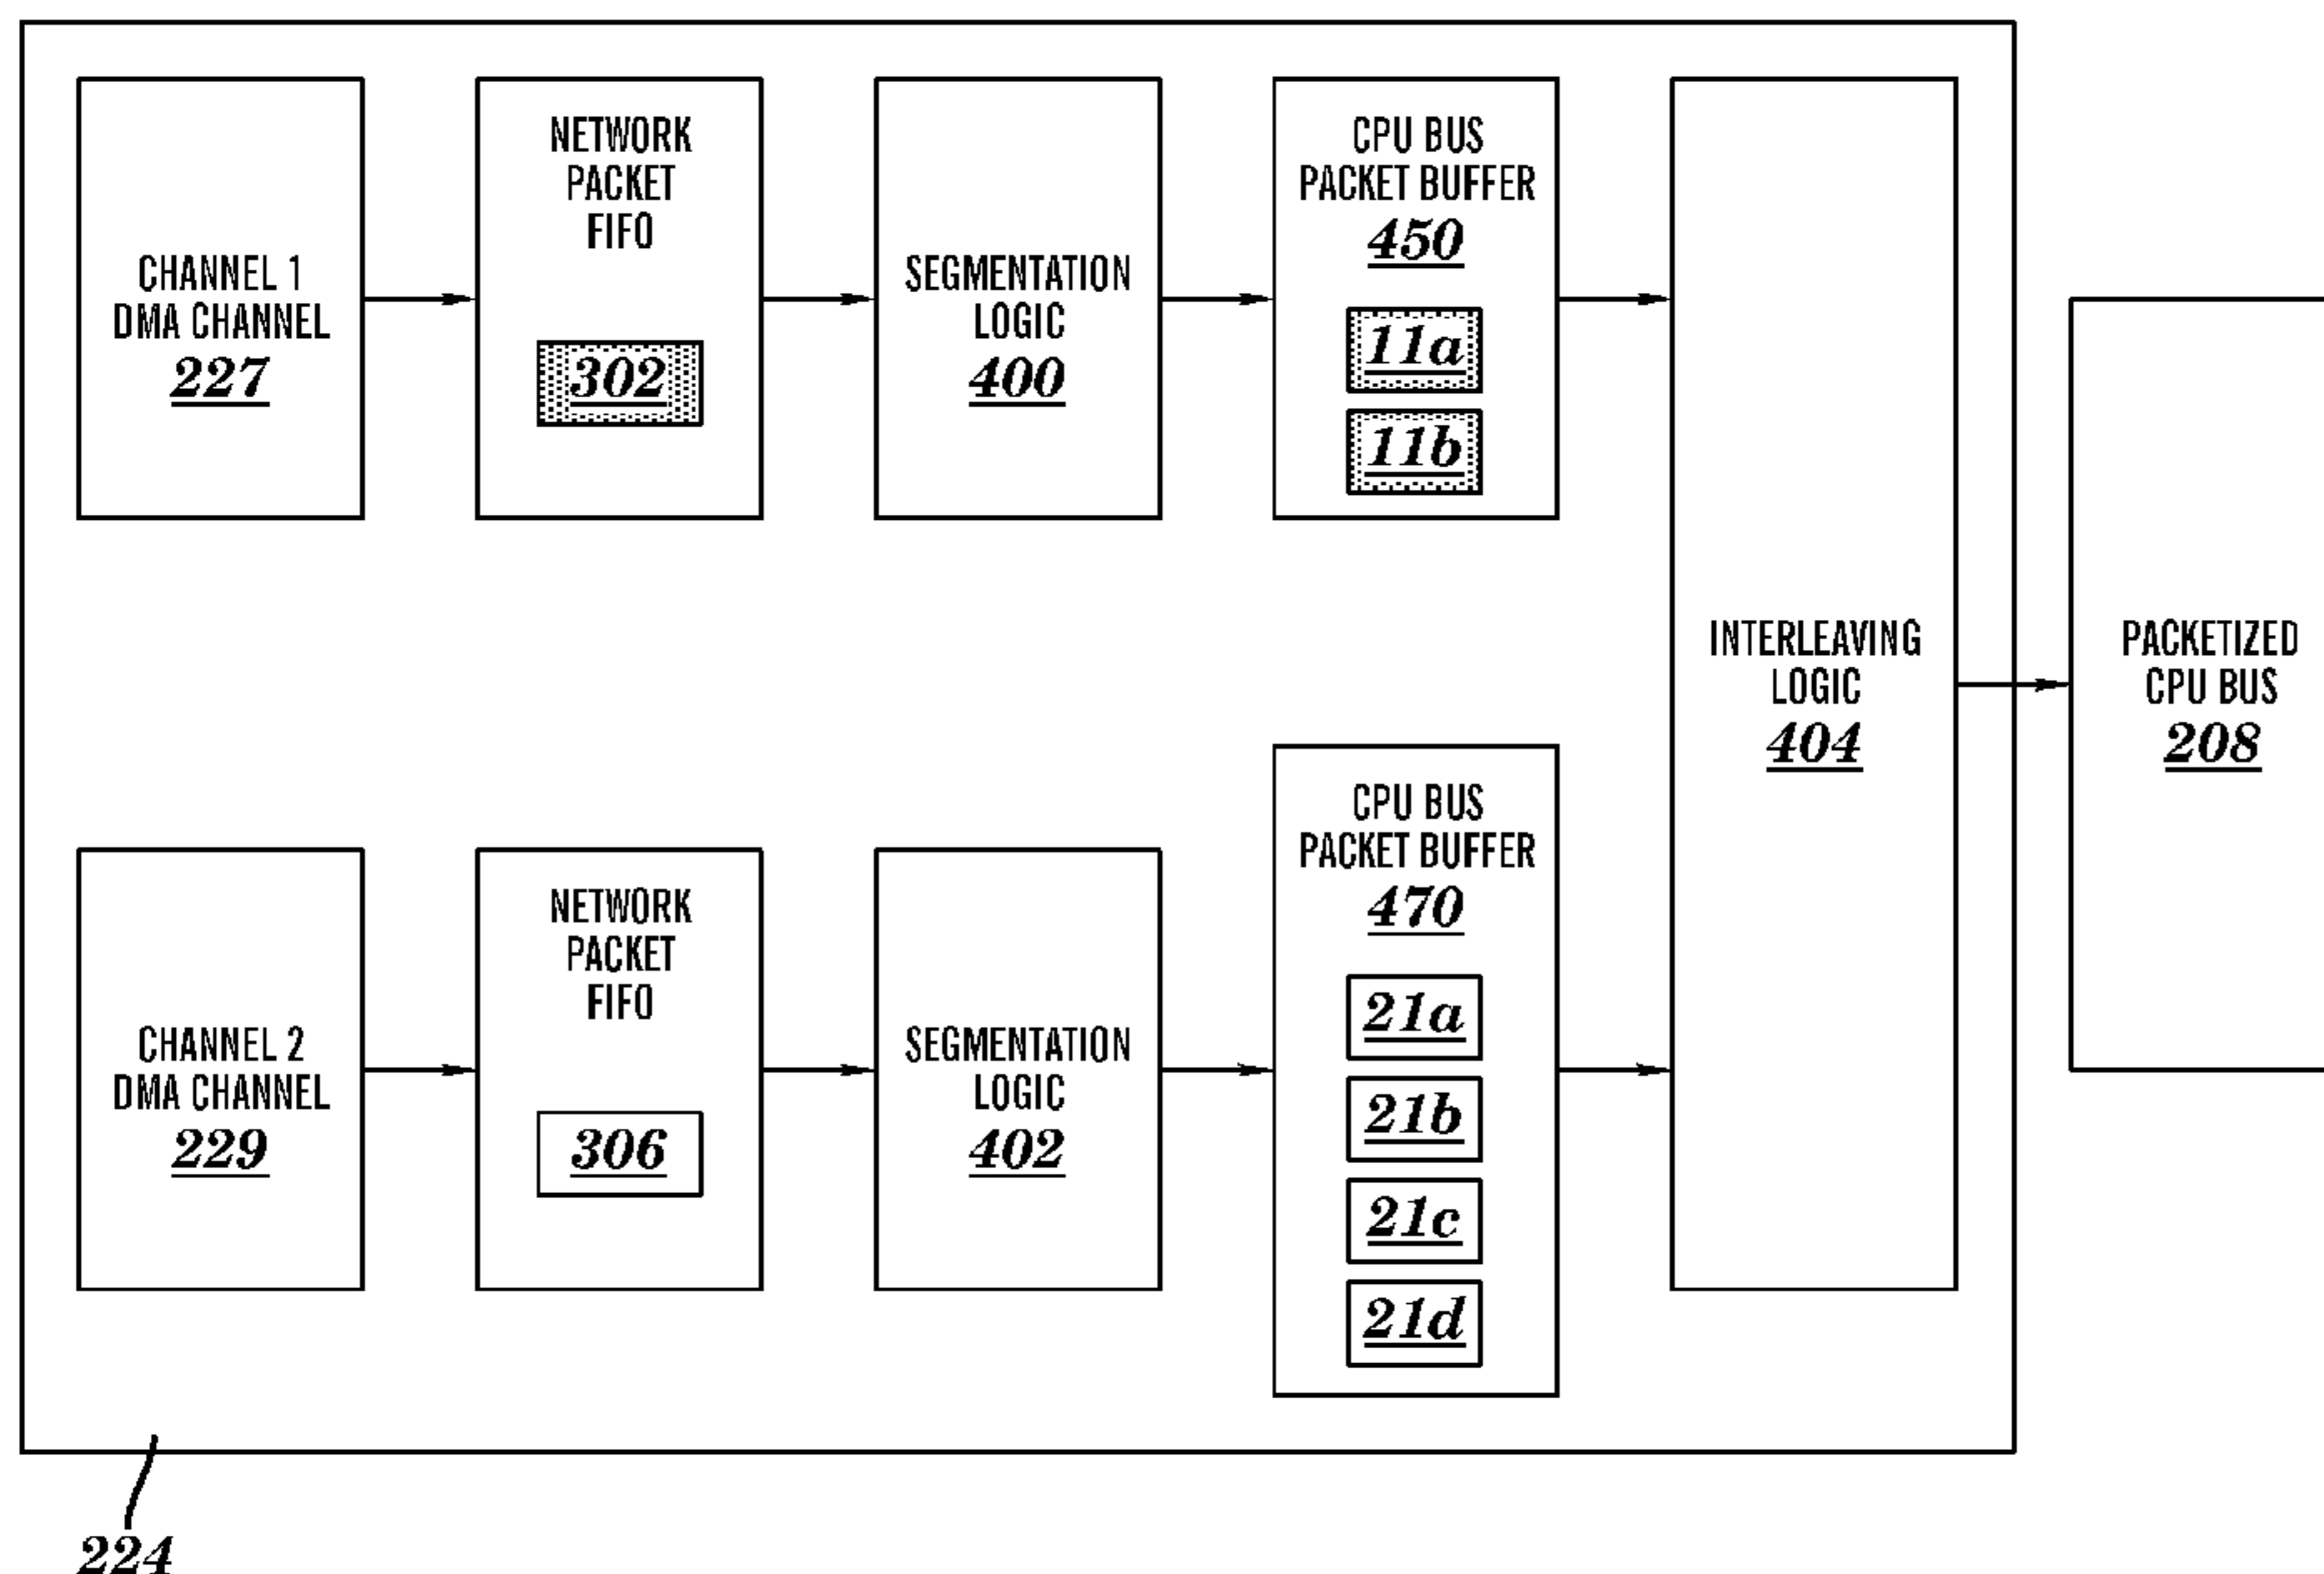 CHANNEL 1
DMA CHANNEL
227
NETWORK
PACKET
FIFO
302
SEGMENTATION
LOGIC
400
CPU BUS
PACKET BUFFER
450
11a
11b
INTERLEAVING
LOGIC
404
PACKETIZED
CPU BUS
208
CHANNEL 2
DMA CHANNEL
229
NETWORK
PACKET
FIFO
306
SEGMENTATION
LOGIC
402
CPU BUS
PACKET BUFFER
470
21a
21b
21c
21d
224